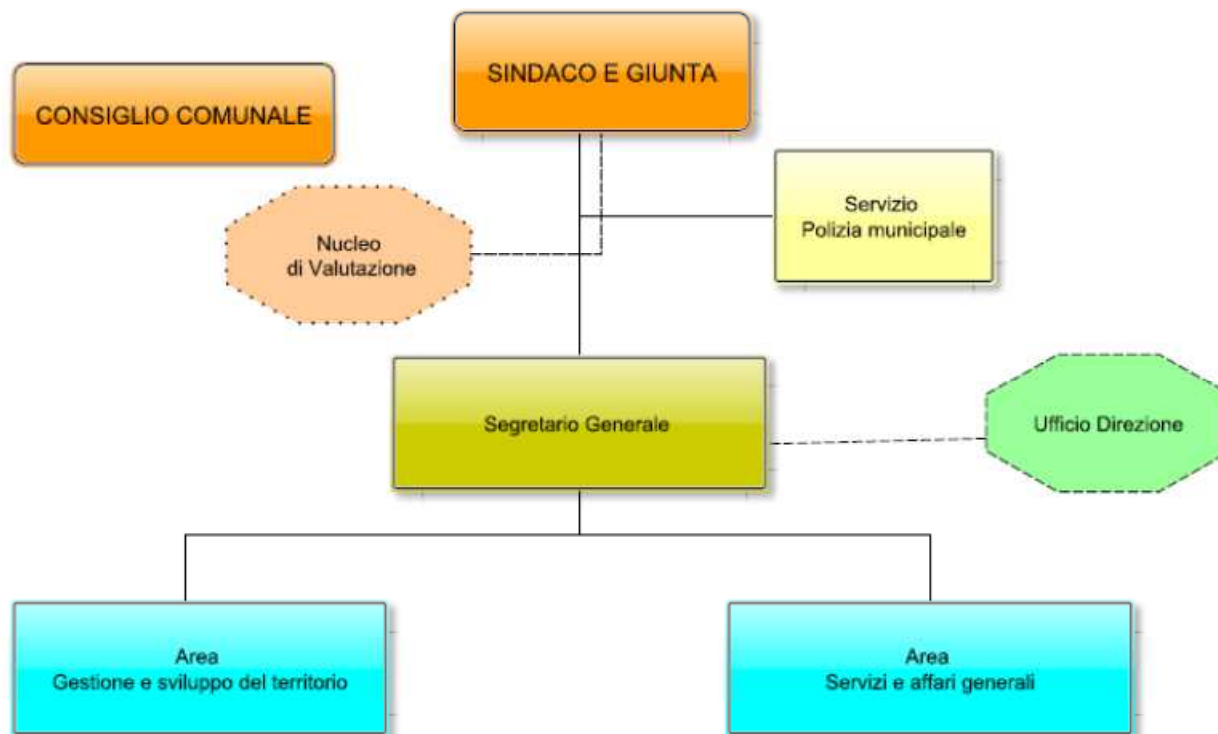 SINDACO E GIUNTA
CONSIGLIO COMUNALE
Servizio
Polizia municipale
Nucleo
di Valutazione
Segretario Generale
Ufficio Direzione
Area
Gestione e sviluppo del territorio
Area
Servizi e affari generali